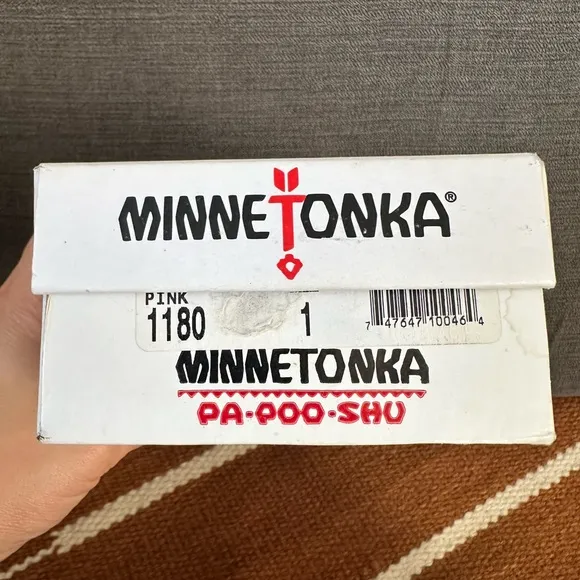 MINNETONKA®
PINK
1180 1
7 47647 10046 4
MINNETONKA
PA-POO-SHU